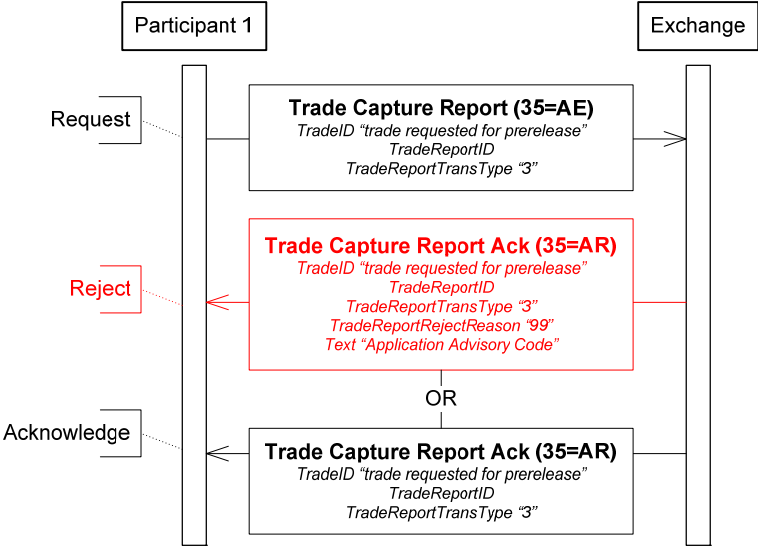 Participant 1
Exchange
Request
Trade Capture Report (35=AE)
TradeID “trade requested for prerelease”
TradeReportID
TradeReportTransType “3”
Reject
Trade Capture Report Ack (35=AR)
TradeID “trade requested for prerelease”
TradeReportID
TradeReportTransType “3”
TradeReportRejectReason “99”
Text “Application Advisory Code”
OR
Acknowledge
Trade Capture Report Ack (35=AR)
TradeID “trade requested for prerelease”
TradeReportID
TradeReportTransType “3”